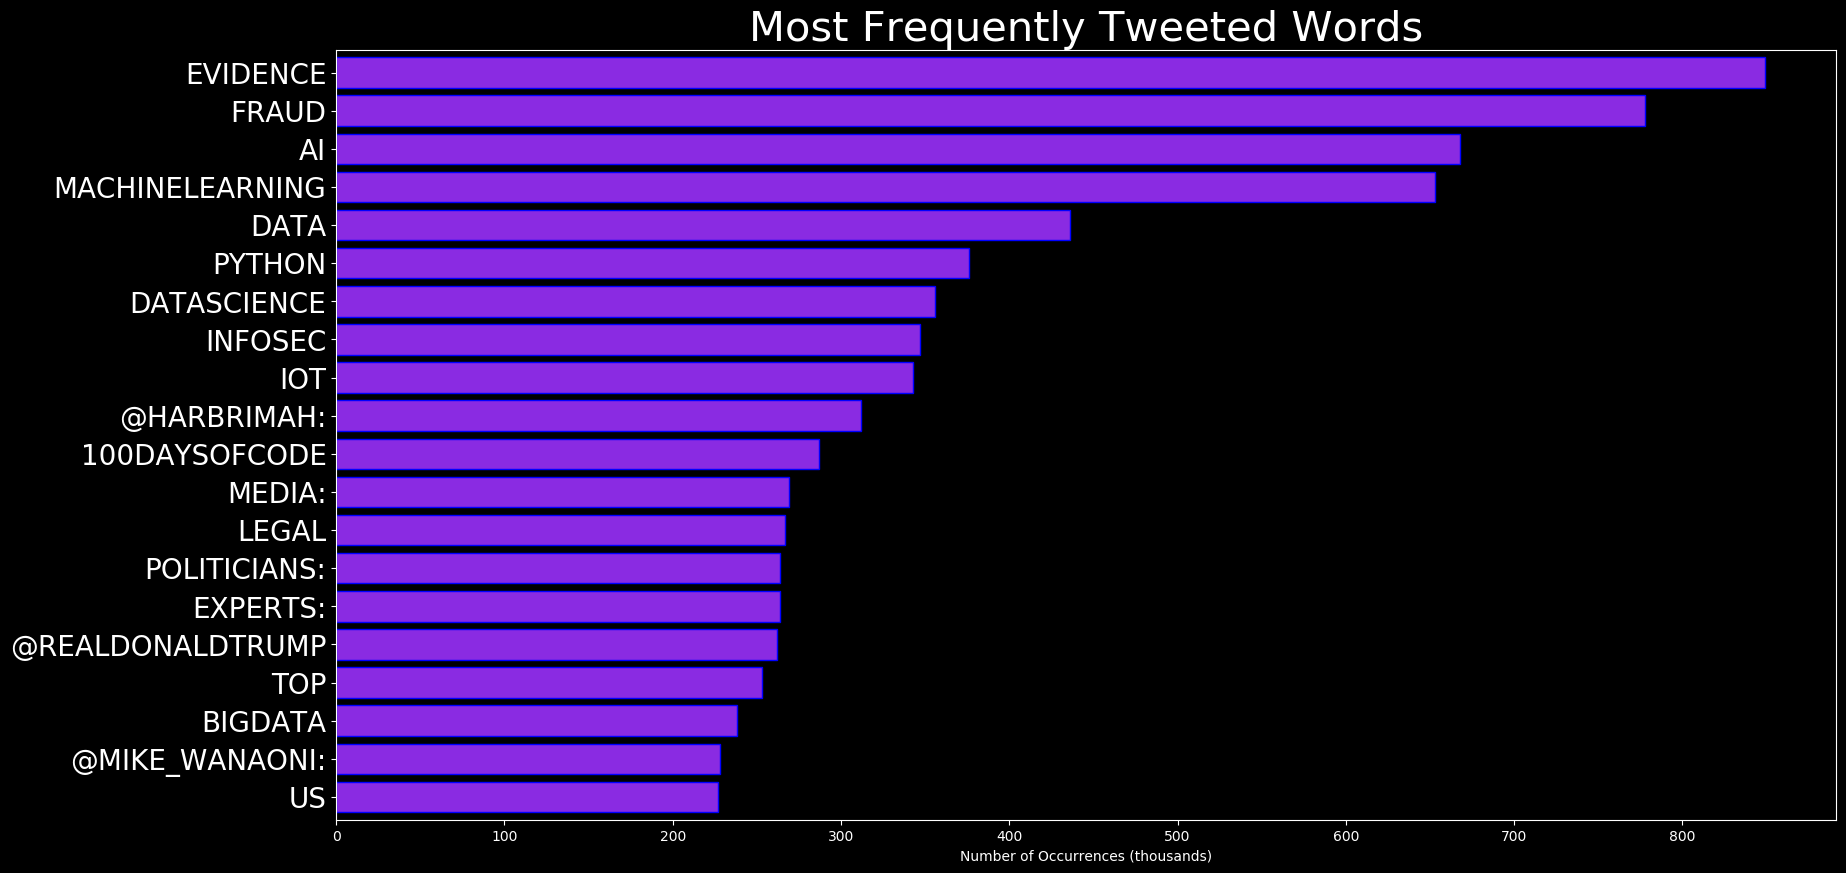 Most Frequently Tweeted Words
EVIDENCE
FRAUD
AI
MACHINELEARNING
DATA
PYTHON
DATASCIENCE
INFOSEC
IOT
@HARBRIMAH:
100DAYSOFCODE
MEDIA:
LEGAL
POLITICIANS:
EXPERTS:
@REALDONALDTRUMP
TOP
BIGDATA
@MIKE_WANAONI:
US
0 100 200 300 400 500 600 700 800
Number of Occurrences (thousands)